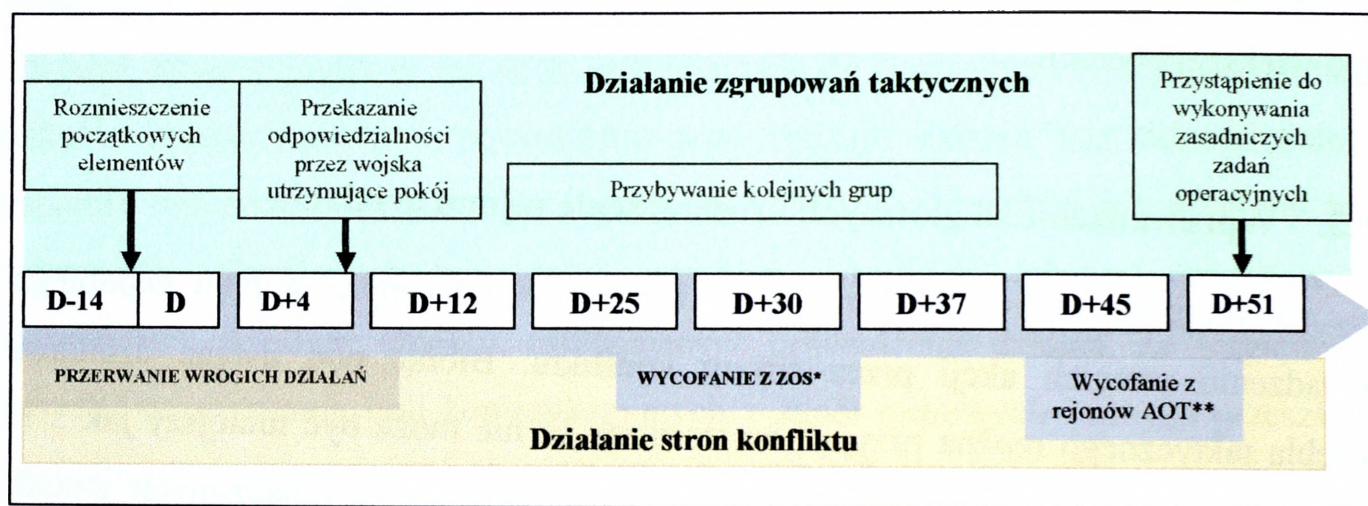 Działanie zgrupowań taktycznych
Rozmieszczenie
początkowych
elementów
Przekazanie
odpowiedzialności
przez wojska
utrzymujące pokój
Przybywanie kolejnych grup
Przystąpienie do
wykonywania
zasadniczych
zadań
operacyjnych
D-14 D D+4 D+12 D+25 D+30 D+37 D+45 D+51
PRZERWANIE WROGICH DZIAŁAŃ
WYCOFANIE Z ZOS*
Wycofanie z
rejonów AOT**
Działanie stron konfliktu